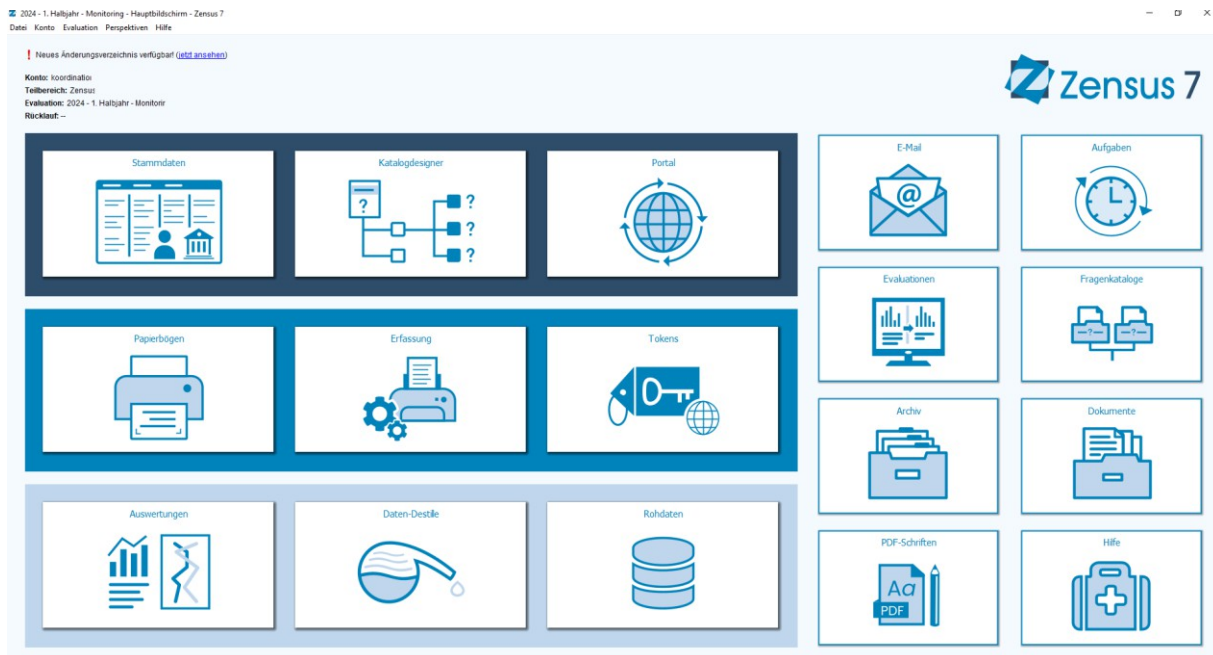 2024 - 1. Halbjahr - Monitoring - Hauptbildschirm - Zensus 7
Datei Konto Evaluation Perspektiven Hilfe
! Neues Änderungsverzeichnis verfügbar! (jetzt ansehen)
Konto: koordination
Teilbereich: Zensus
Evaluation: 2024 - 1. Halbjahr - Monitorir
Rücklauf: --
Zensus 7
Stammdaten
Katalogdesigner
?
?
?
?
Portal
Papierbögen
Erfassung
Tokens
Auswertungen
Daten-Destille
Rohdaten
E-Mail
@
Aufgaben
Evaluationen
Fragenkataloge
-?- -?-
Archiv
Dokumente
PDF-Schriften
Aa
PDF
Hilfe